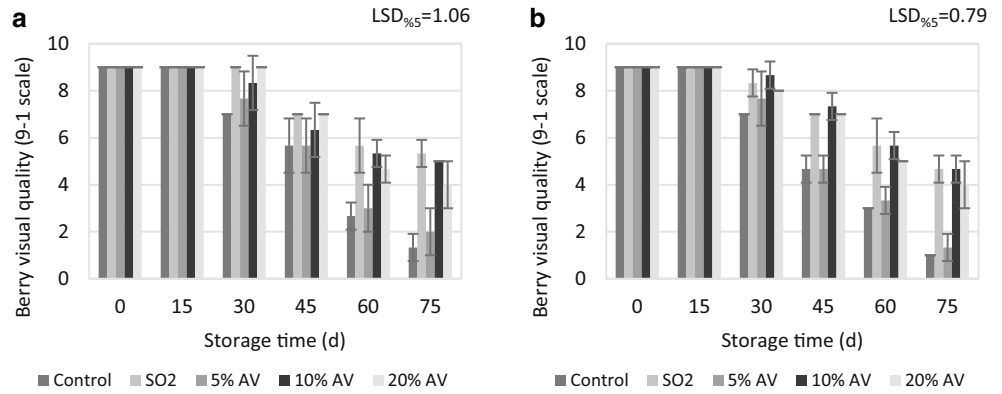 a
LSD%5=1.06
Berry visual quality (9-1 scale)
10
8
6
4
2
0
0 15 30 45 60 75
Storage time (d)
Control SO2 5% AV 10% AV 20% AV
b
LSD%5=0.79
Berry visual quality (9-1 scale)
10
8
6
4
2
0
0 15 30 45 60 75
Storage time (d)
Control SO2 5% AV 10% AV 20% AV